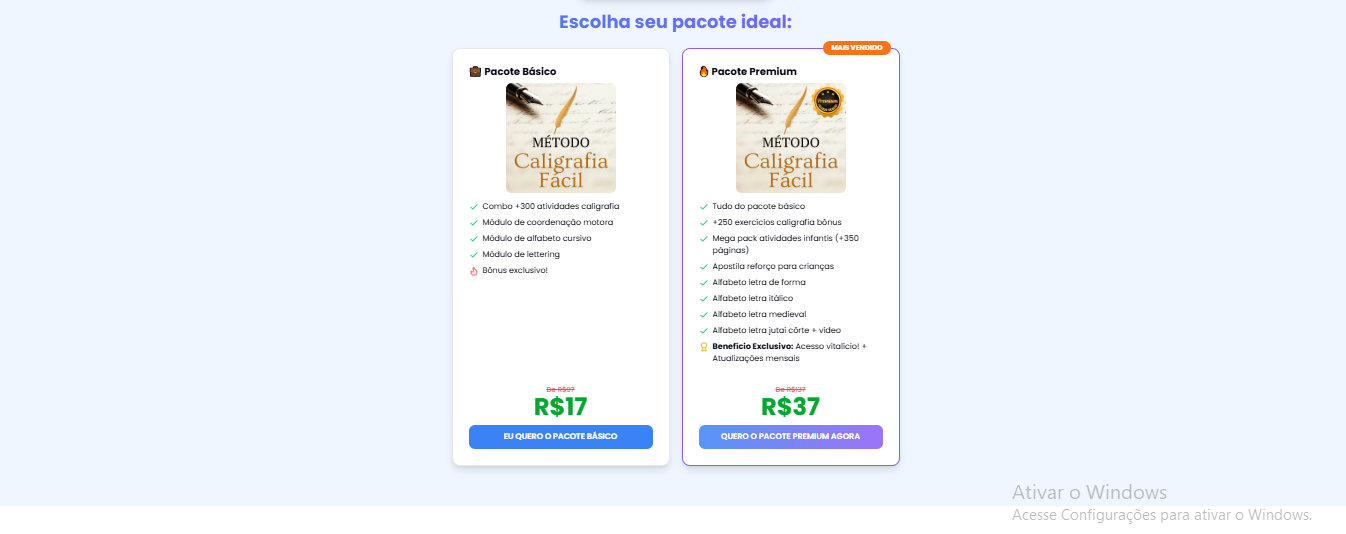 Escolha seu pacote ideal:
Pacote Básico
MÉTODO
Caligrafia
Fácil
Combo +300 atividades caligrafia
Módulo de coordenação motora
Módulo de alfabeto cursivo
Módulo de lettering
Bônus exclusivo!
De R$97
R$17
EU QUERO O PACOTE BÁSICO
MAIS VENDIDO
Pacote Premium
Premium
MÉTODO
Caligrafia
Fácil
Tudo do pacote básico
+250 exercícios caligrafia bônus
Mega pack atividades infantis (+350
páginas)
Apostila reforço para crianças
Alfabeto letra de forma
Alfabeto letra itálico
Alfabeto letra medieval
Alfabeto letra jutai côrte + vídeo
Benefício Exclusivo: Acesso vitalício! +
Atualizações mensais
De R$137
R$37
QUERO O PACOTE PREMIUM AGORA
Ativar o Windows
Acesse Configurações para ativar o Windows.